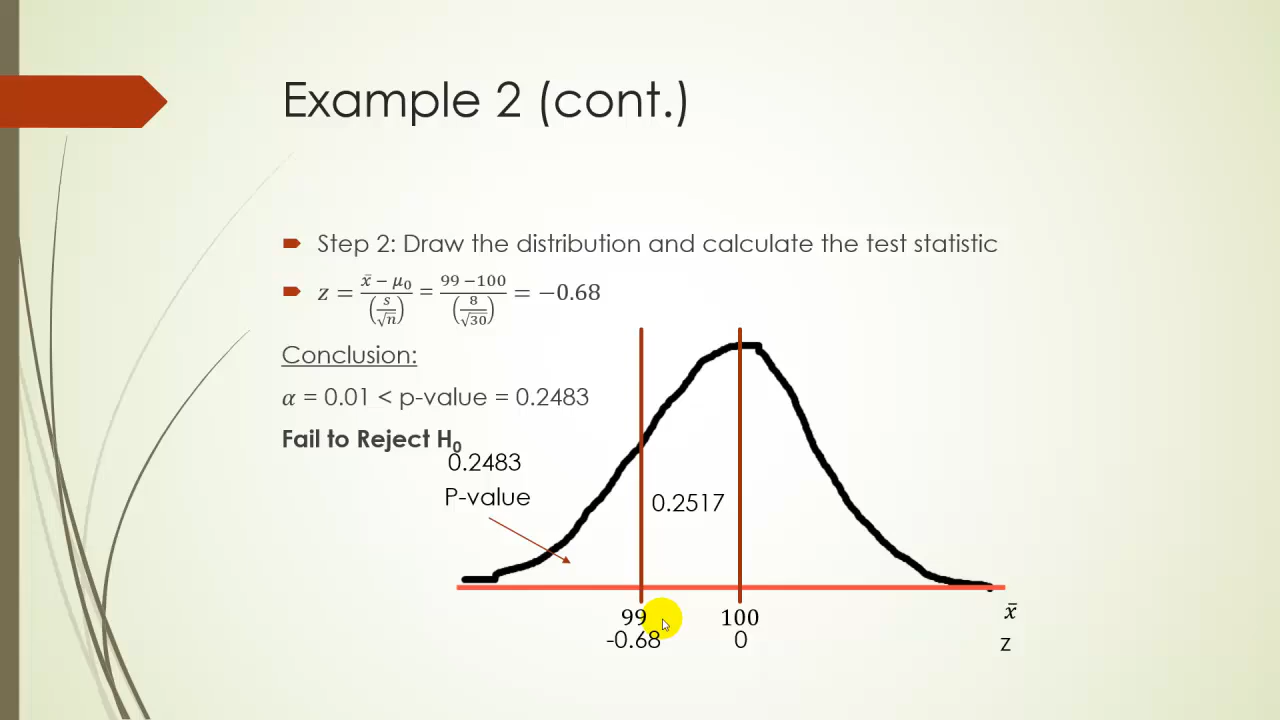 Example 2 (cont.)
Step 2: Draw the distribution and calculate the test statistic
𝑧 = (x̄ − 𝜇₀)/(𝑠/√𝑛) = (99 −100)/(8/√30) = −0.68
Conclusion:
𝛼 = 0.01 < p-value = 0.2483
Fail to Reject H₀
0.2483
P-value
0.2517
99
100
x̄
-0.68
0
z